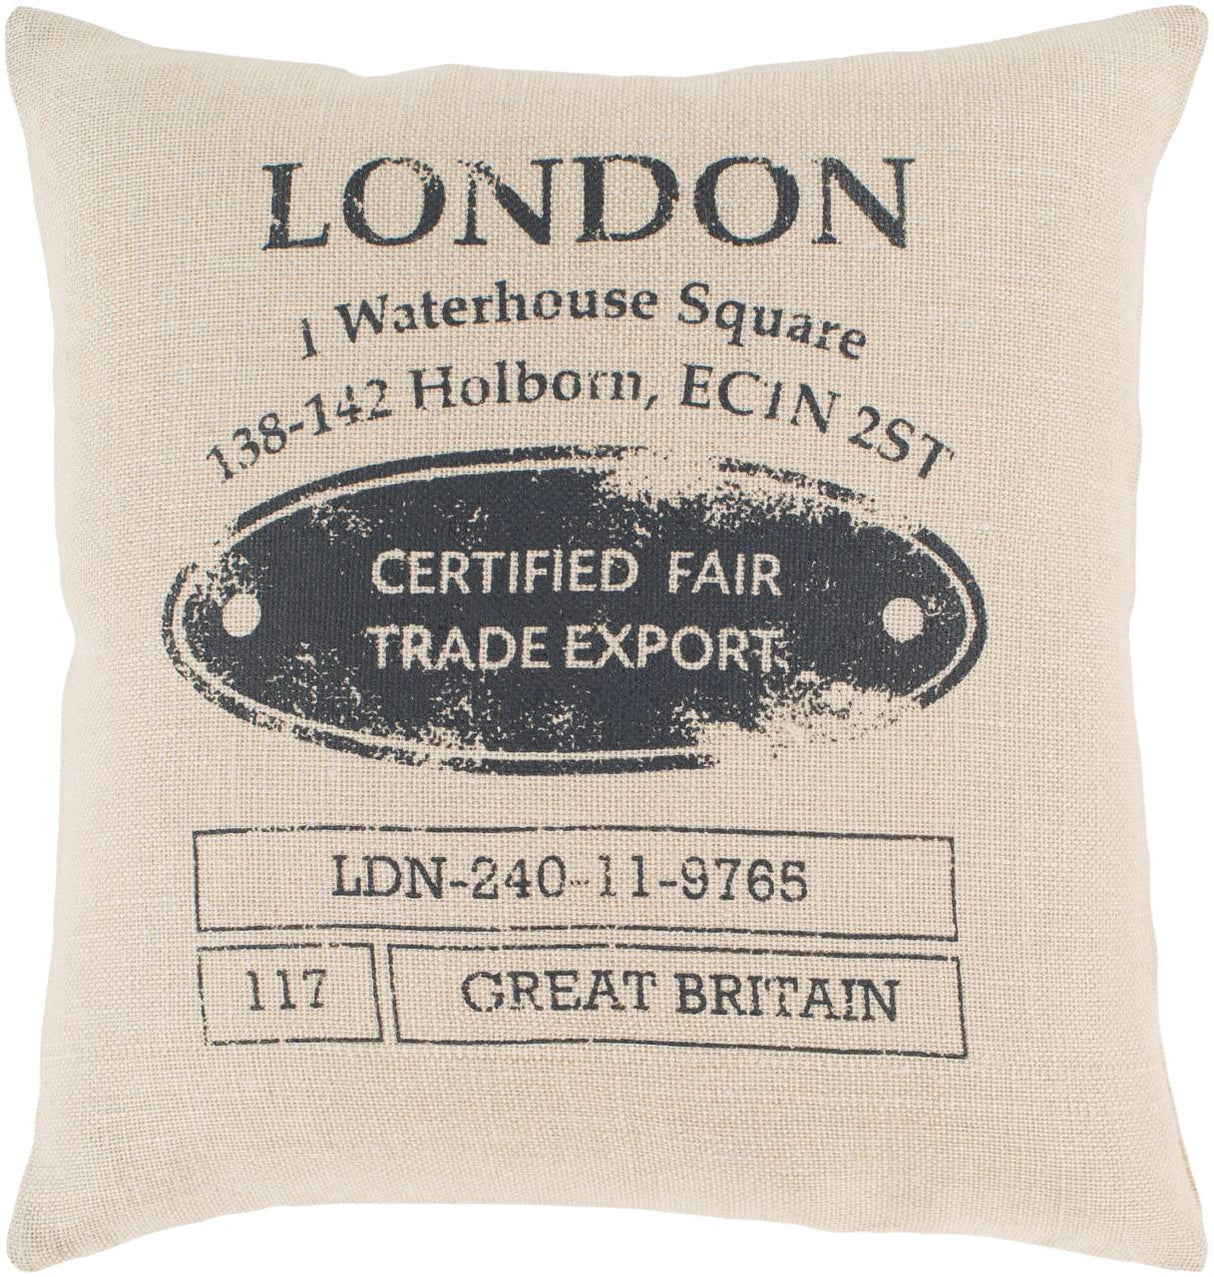 LONDON
1 Waterhouse Square
138-142 Holborn, EC1N 2ST
CERTIFIED FAIR
TRADE EXPORT
LDN-240-11-9765
117 GREAT BRITAIN